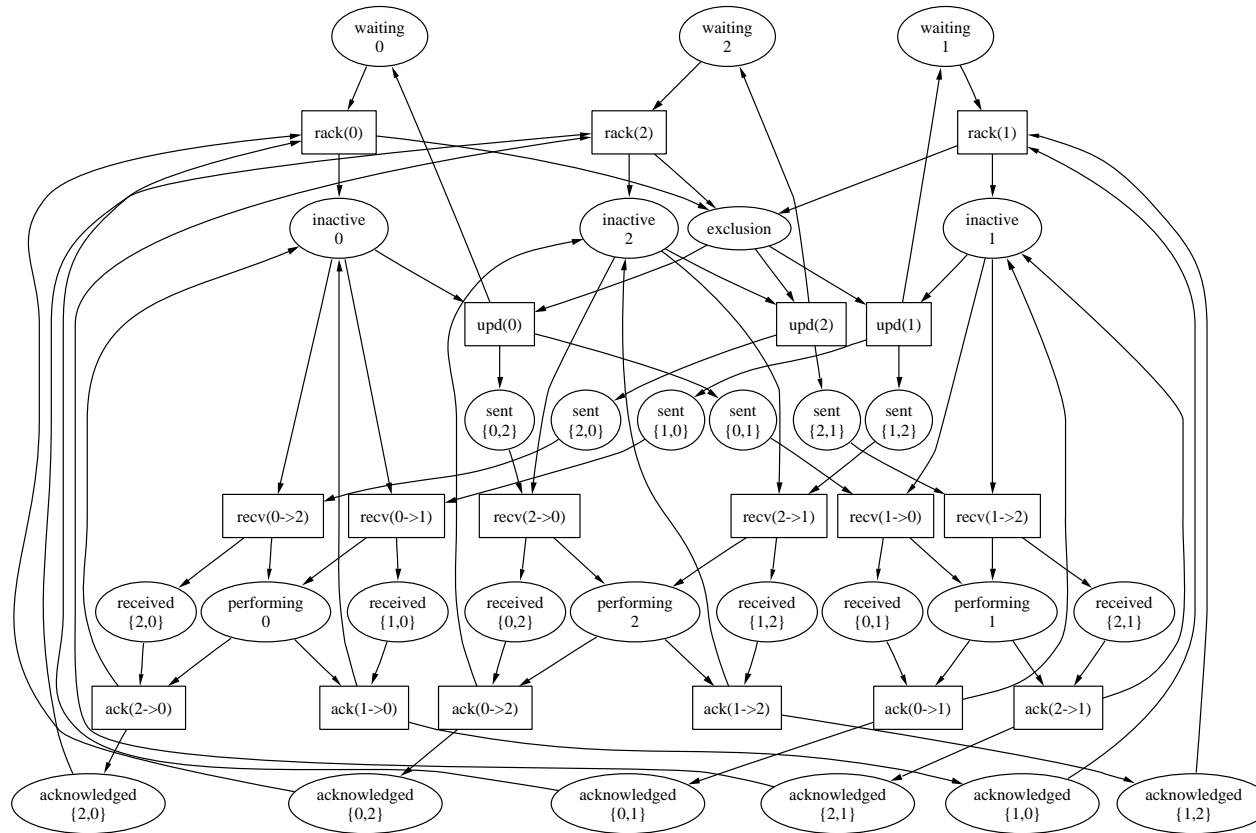 waiting
0
waiting
2
waiting
1
rack(0)
rack(2)
rack(1)
inactive
0
inactive
2
exclusion
inactive
1
upd(0)
upd(2)
upd(1)
sent
{0,2}
sent
{2,0}
sent
{1,0}
sent
{0,1}
sent
{2,1}
sent
{1,2}
recv(0->2)
recv(0->1)
recv(2->0)
recv(2->1)
recv(1->0)
recv(1->2)
received
{2,0}
performing
0
received
{1,0}
received
{0,2}
performing
2
received
{1,2}
received
{0,1}
performing
1
received
{2,1}
ack(2->0)
ack(1->0)
ack(0->2)
ack(1->2)
ack(0->1)
ack(2->1)
acknowledged
{2,0}
acknowledged
{0,2}
acknowledged
{0,1}
acknowledged
{2,1}
acknowledged
{1,0}
acknowledged
{1,2}